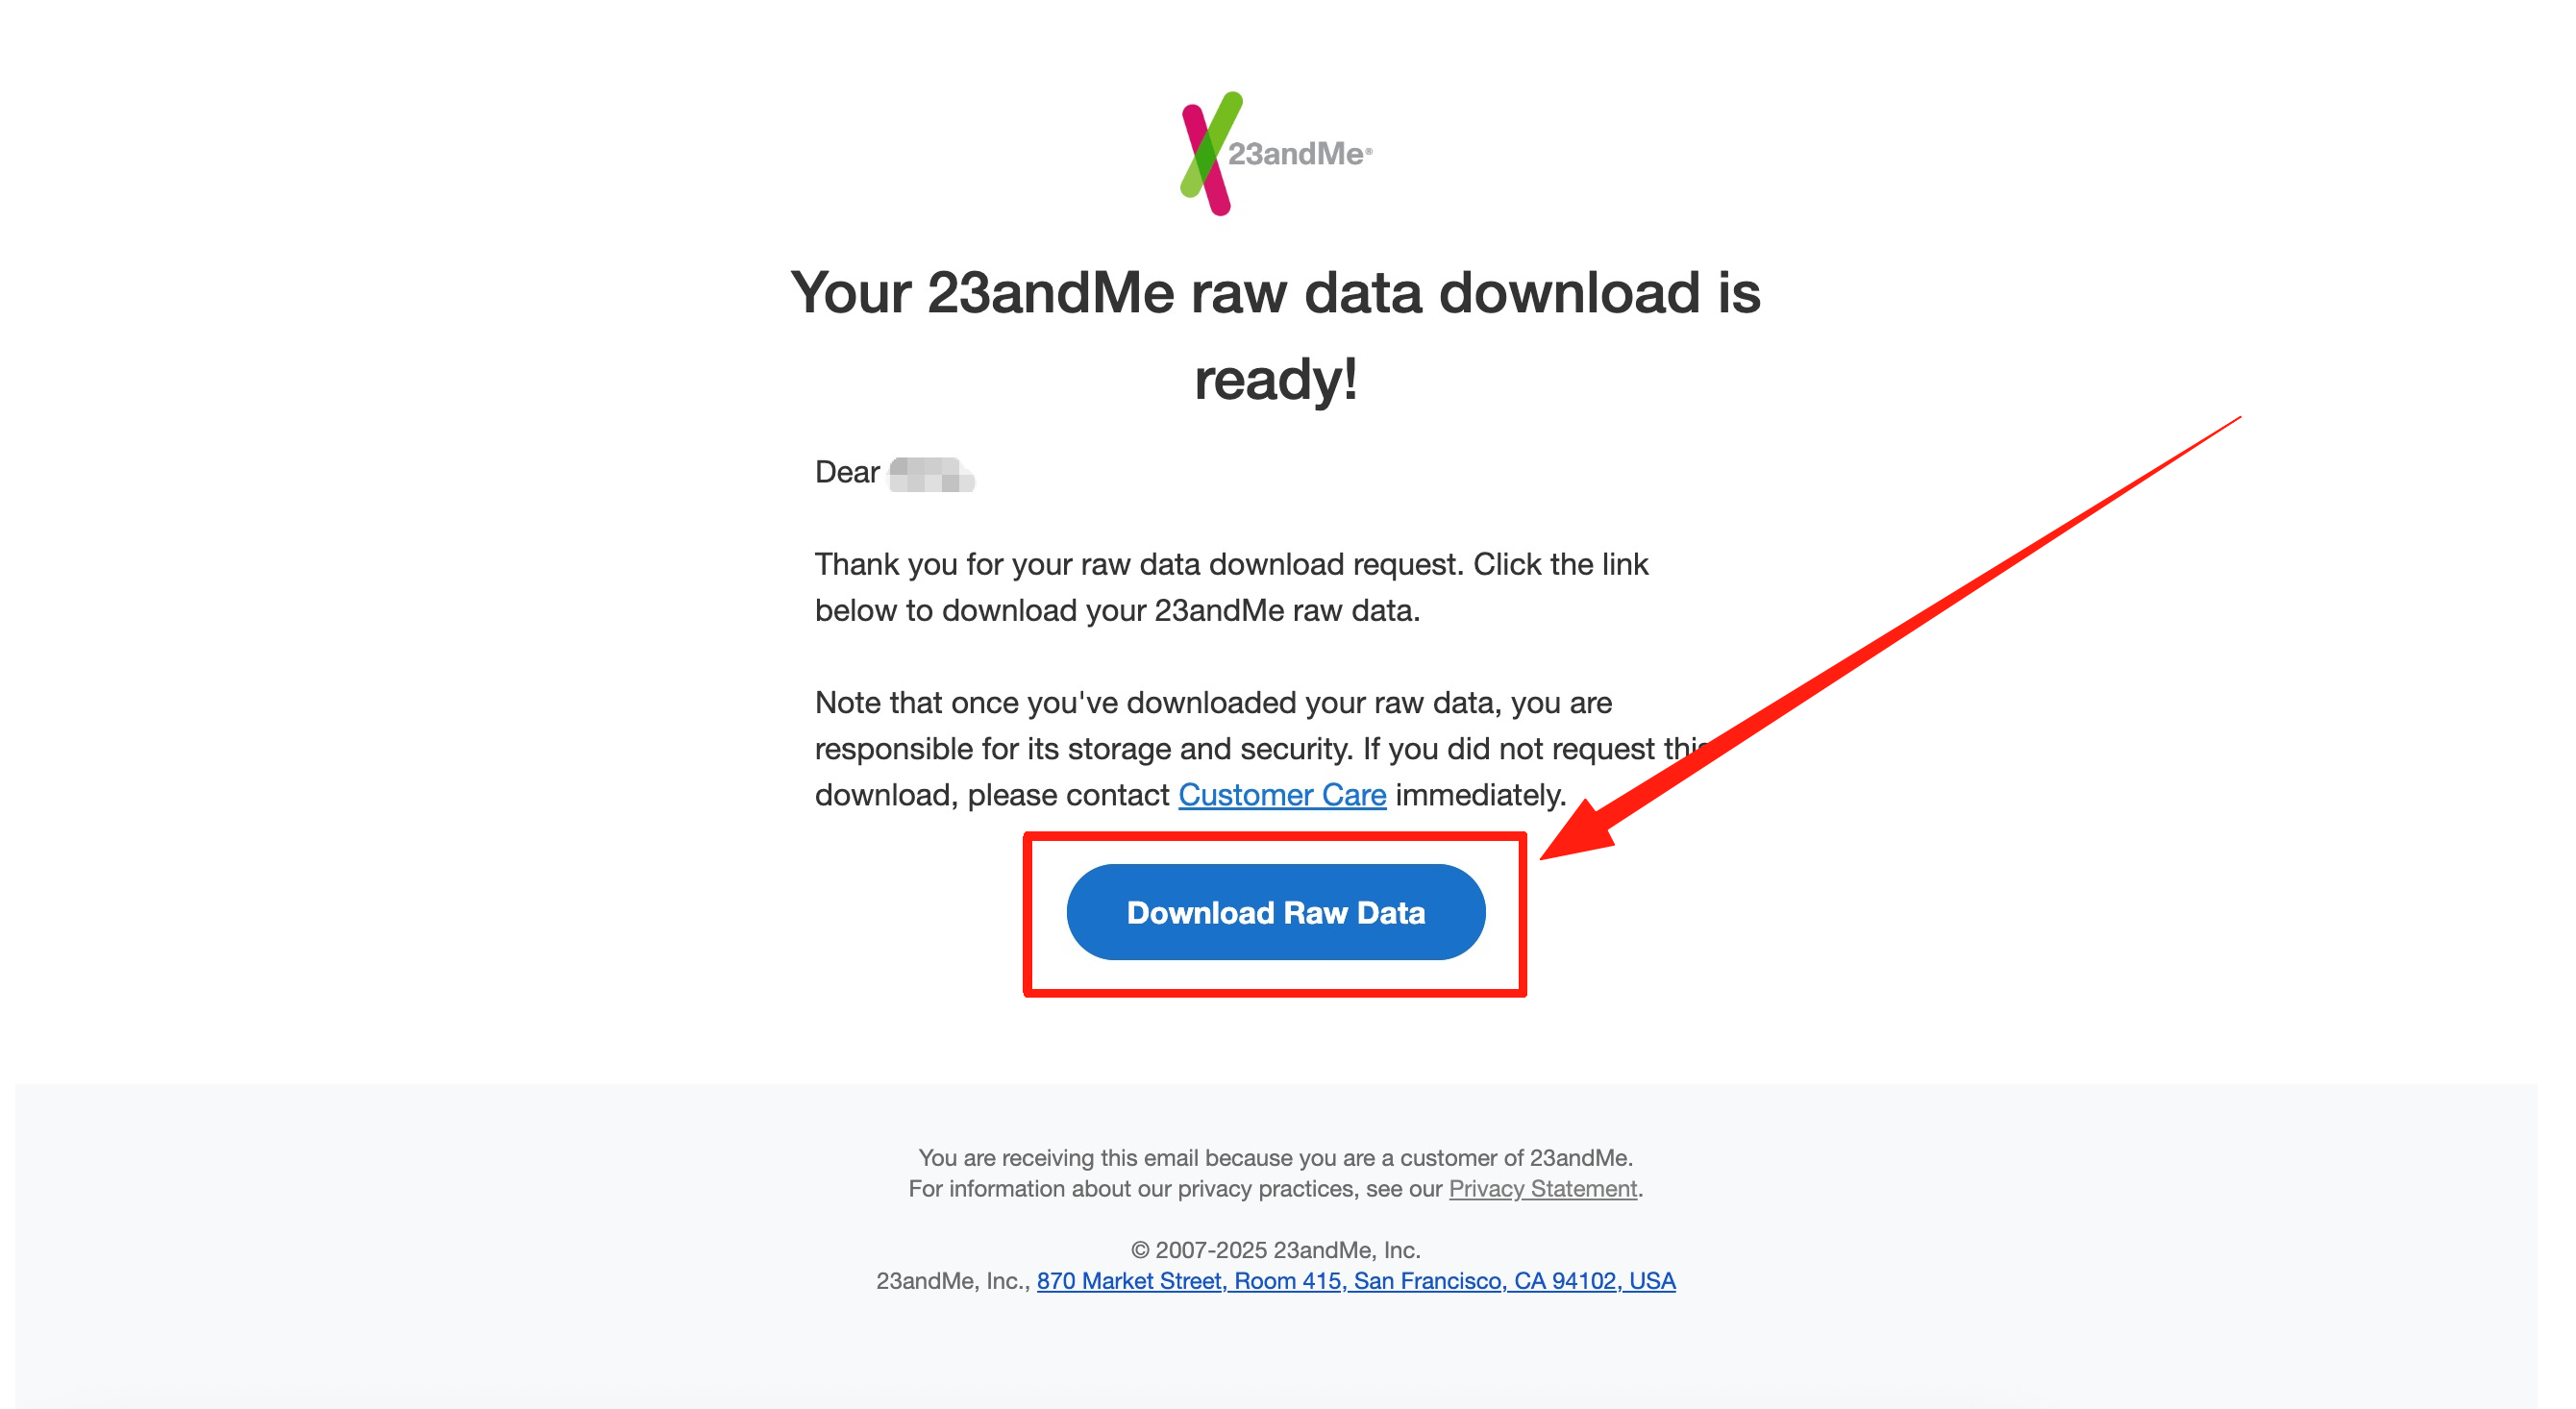 23andMe®
Your 23andMe raw data download is
ready!
Dear
Thank you for your raw data download request. Click the link
below to download your 23andMe raw data.
Note that once you've downloaded your raw data, you are
responsible for its storage and security. If you did not request this
download, please contact Customer Care immediately.
Download Raw Data
You are receiving this email because you are a customer of 23andMe.
For information about our privacy practices, see our Privacy Statement.
© 2007-2025 23andMe, Inc.
23andMe, Inc., 870 Market Street, Room 415, San Francisco, CA 94102, USA